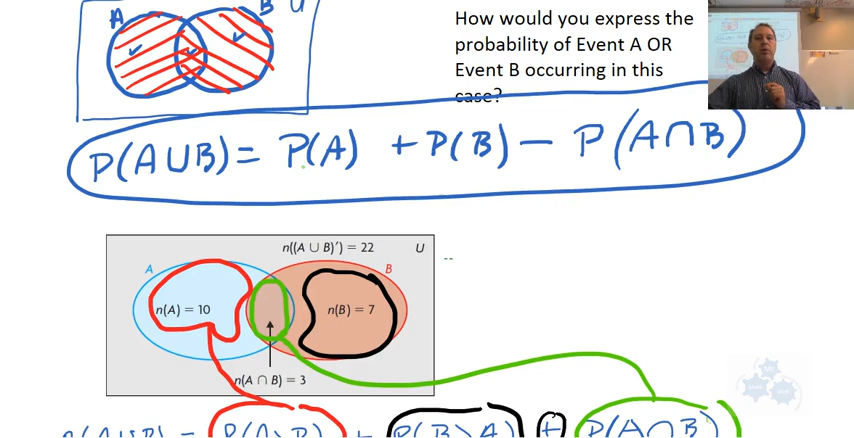 A B U
How would you express the
probability of Event A OR
Event B occurring in this
case?
P(A∪B) = P(A) + P(B) − P(A∩B)
n((A ∪ B)′) = 22 U
A B
n(A) = 10 n(B) = 7
n(A ∩ B) = 3
P(A∪B) = P(A\B) + P(B\A) + P(A∩B)